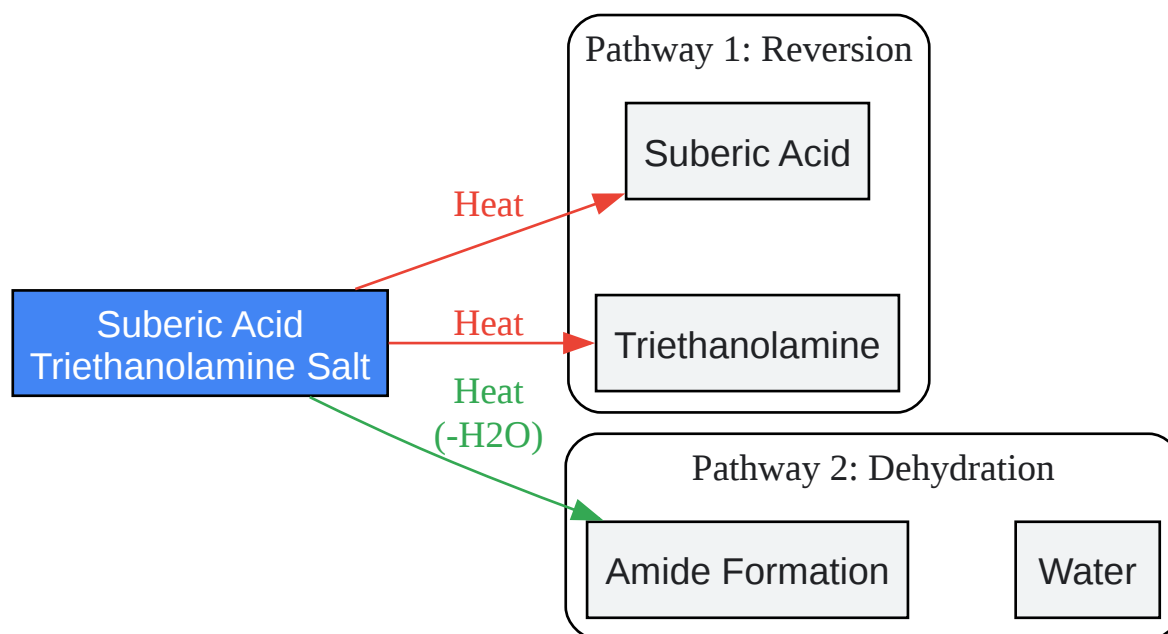 Pathway 1: Reversion
Suberic Acid
Heat
Suberic Acid
Triethanolamine Salt
Heat
Triethanolamine
Heat
(-H2O)
Pathway 2: Dehydration
Amide Formation
Water